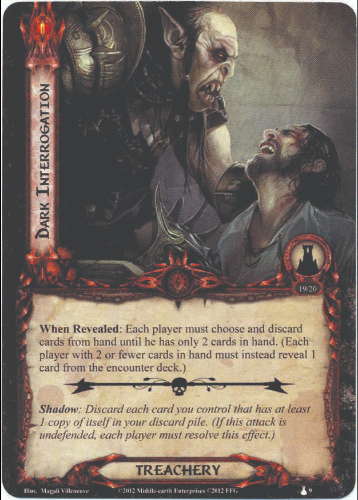 DARK INTERROGATION
19/20
When Revealed: Each player must choose and discard
cards from hand until he has only 2 cards in hand. (Each
player with 2 or fewer cards in hand must instead reveal 1
card from the encounter deck.)
Shadow: Discard each card you control that has at least
1 copy of itself in your discard pile. (If this attack is
undefended, each player must resolve this effect.)
TREACHERY
Illus. Magali Villeneuve
©2012 Middle-earth Enterprises ©2012 FFG
9